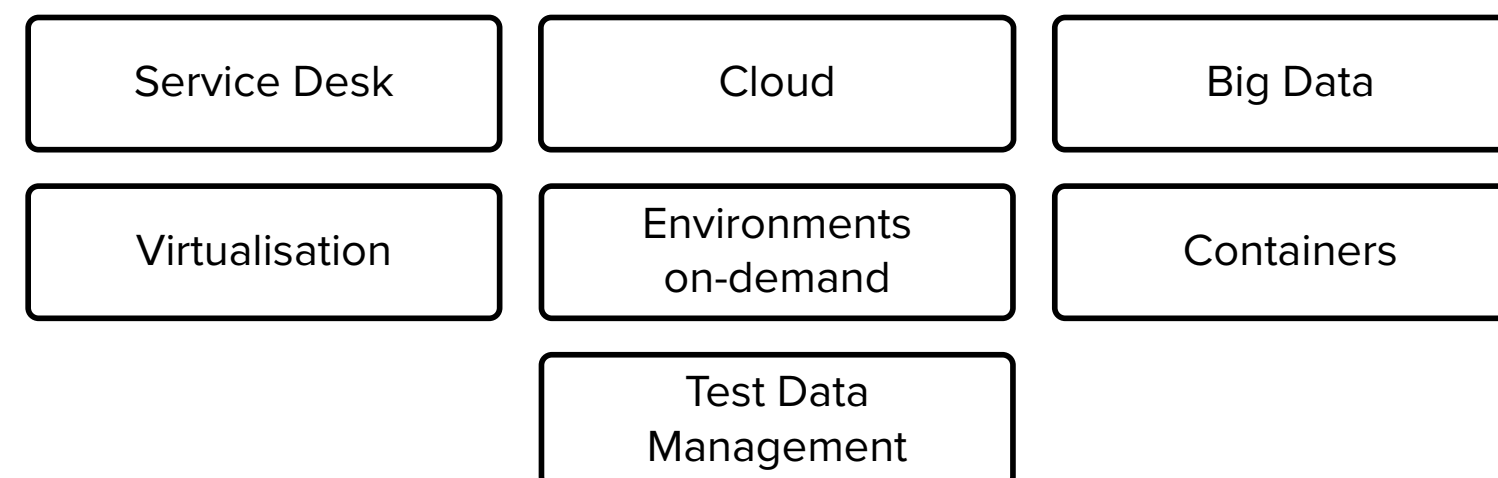 Service Desk
Cloud
Big Data
Virtualisation
Environments
on-demand
Containers
Test Data
Management